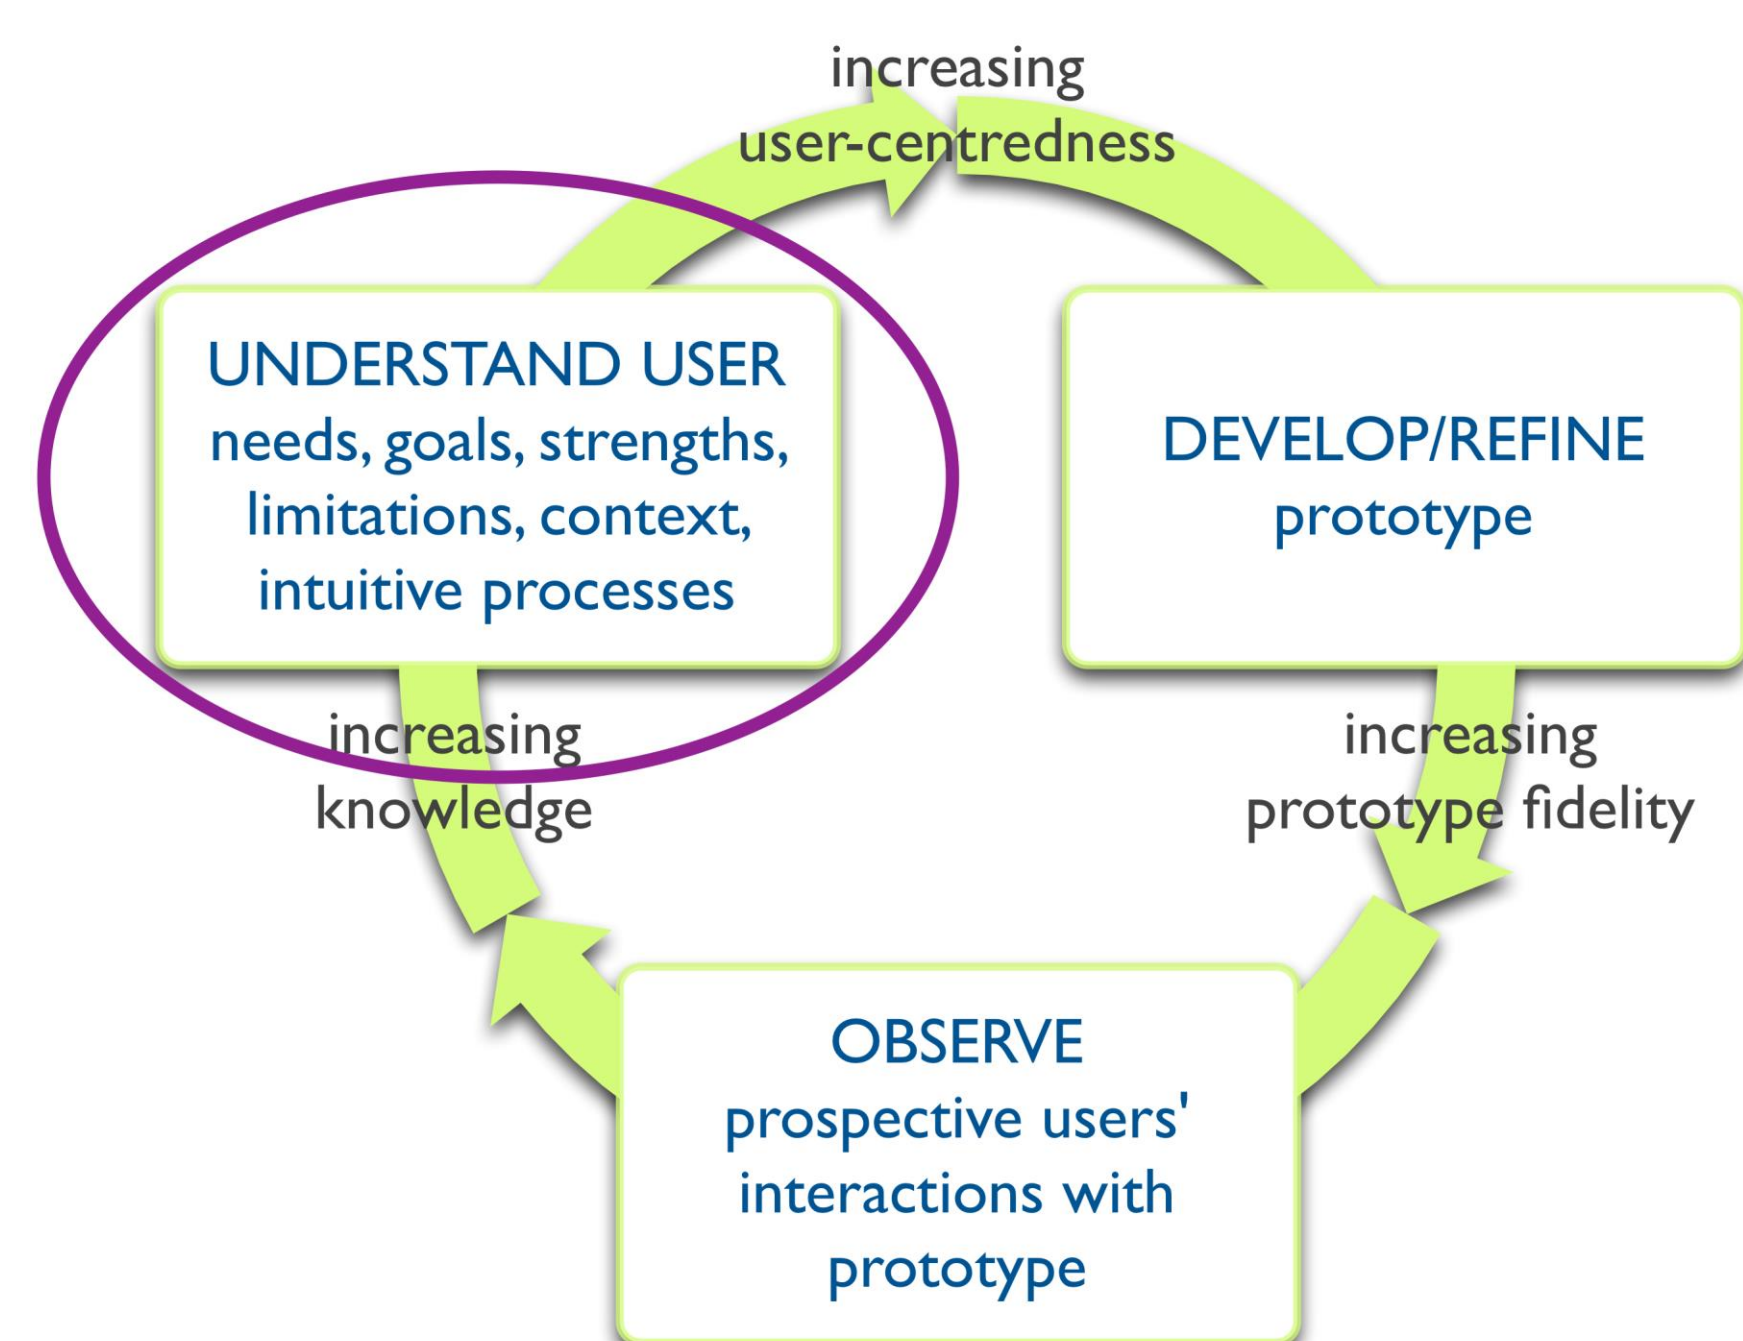 increasing
user-centredness
UNDERSTAND USER
needs, goals, strengths,
limitations, context,
intuitive processes
DEVELOP/REFINE
prototype
increasing
knowledge
increasing
prototype fidelity
OBSERVE
prospective users'
interactions with
prototype